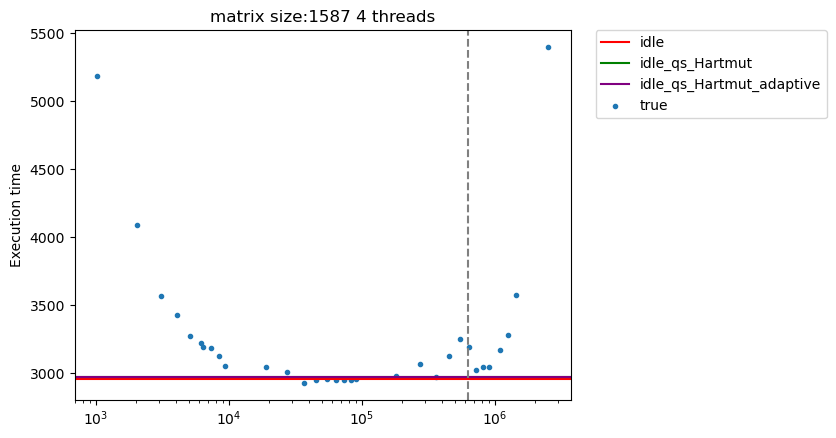 matrix size:1587 4 threads
Execution time
5500
5000
4500
4000
3500
3000
10³
10⁴
10⁵
10⁶
idle
idle_qs_Hartmut
idle_qs_Hartmut_adaptive
true